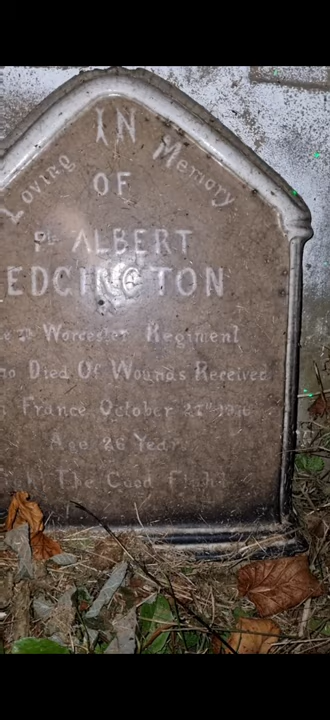 IN
Loving Memory
OF
Pte ALBERT
EDGINGTON
Worcester Regiment
Died Of Wounds Received
France October 1916
Age 26 Years
The Good Fight